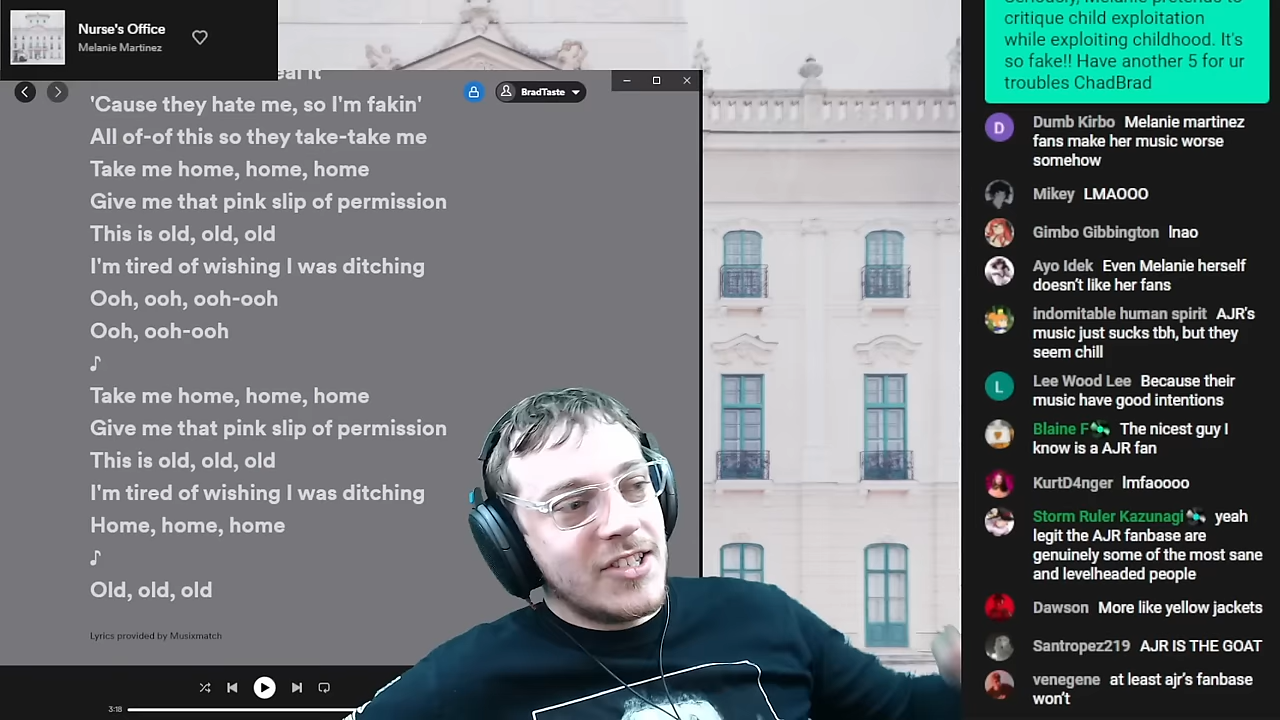 Nurse's Office
Melanie Martinez
BradTaste
'Cause they hate me, so I'm fakin'
All of-of this so they take-take me
Take me home, home, home
Give me that pink slip of permission
This is old, old, old
I'm tired of wishing I was ditching
Ooh, ooh, ooh-ooh
Ooh, ooh-ooh
♪
Take me home, home, home
Give me that pink slip of permission
This is old, old, old
I'm tired of wishing I was ditching
Home, home, home
♪
Old, old, old
Lyrics provided by Musixmatch
3:18
Seriously, Melanie pretends to
critique child exploitation
while exploiting childhood. It's
so fake!! Have another 5 for ur
troubles ChadBrad
D
Dumb Kirbo Melanie martinez
fans make her music worse
somehow
Mikey LMAOOO
Gimbo Gibbington lnao
Ayo Idek Even Melanie herself
doesn't like her fans
indomitable human spirit AJR's
music just sucks tbh, but they
seem chill
L
Lee Wood Lee Because their
music have good intentions
Blaine F The nicest guy I
know is a AJR fan
KurtD4nger lmfaoooo
Storm Ruler Kazunagi yeah
legit the AJR fanbase are
genuinely some of the most sane
and levelheaded people
Dawson More like yellow jackets
Santropez219 AJR IS THE GOAT
venegene at least ajr's fanbase
won't